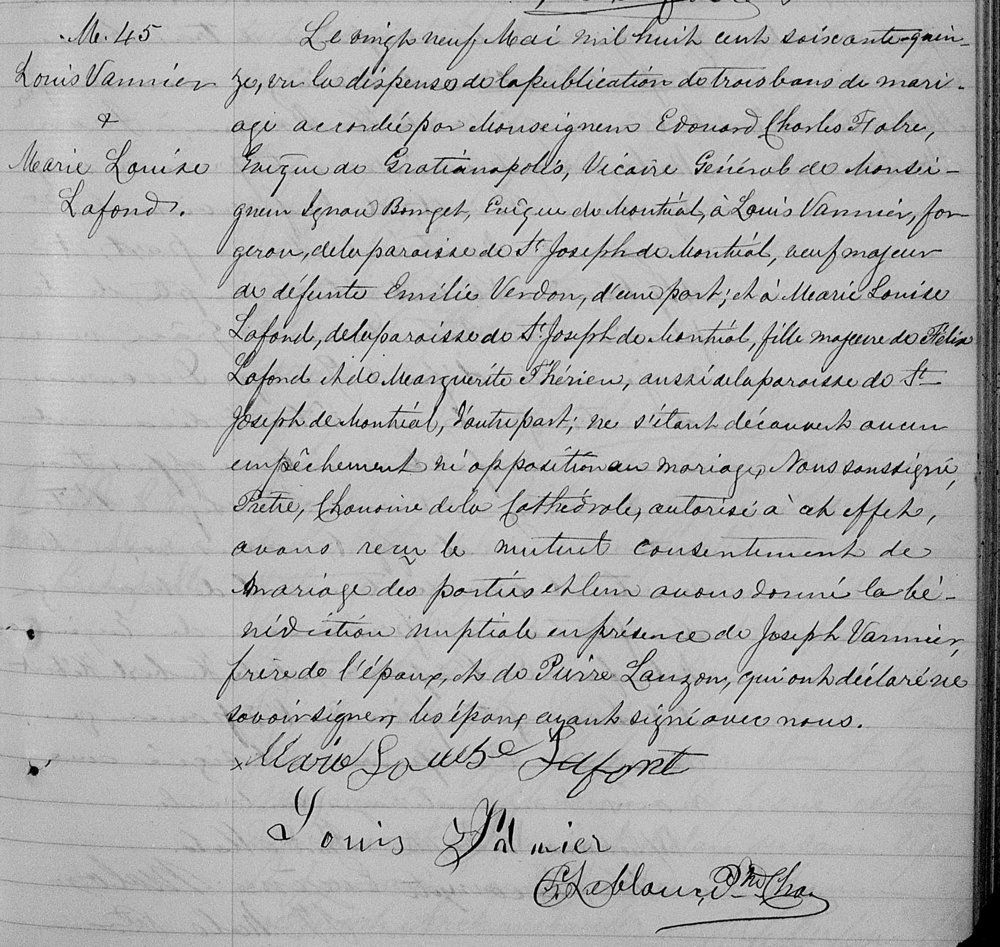 M. 45
Louis Vannier
&
Marie Louise
Lafond.
Le vingt neuf Mai mil huit cent soixante-quin-
ze, vu la dispense de la publication de trois bans de mari-
age accordée par Monseigneur Edouard Charles Fabre,
Evêque de Gratianopolis, Vicaire Général de Monsei-
gneur Ignace Bourget, Evêque de Montréal, à Louis Vannier, for-
geron, de la paroisse de St. Joseph de Montréal, veuf majeur
de défunte Emilie Verdon, d'une part; et à Marie Louise
Lafond, de la paroisse de St. Joseph de Montréal, fille majeure de Félix
Lafond et de Marguerite Thérien, aussi de la paroisse de St
Joseph de Montréal, d'autre part; ne s'étant découvert aucun
empêchement ni opposition au mariage, Nous soussigné,
Prêtre, Chanoine de la Cathédrale, autorisé à cet effet,
avons reçu le mutuel consentement de
mariage des parties et leur avons donné la bé-
nédiction nuptiale en présence de Joseph Vannier,
frère de l'époux, et de Pierre Lauzon, qui ont déclaré ne
savoir signer, les époux ayant signé avec nous.
x Marie Louise Lafont
Louis Vannier
Leblanc, Ptre Cha.